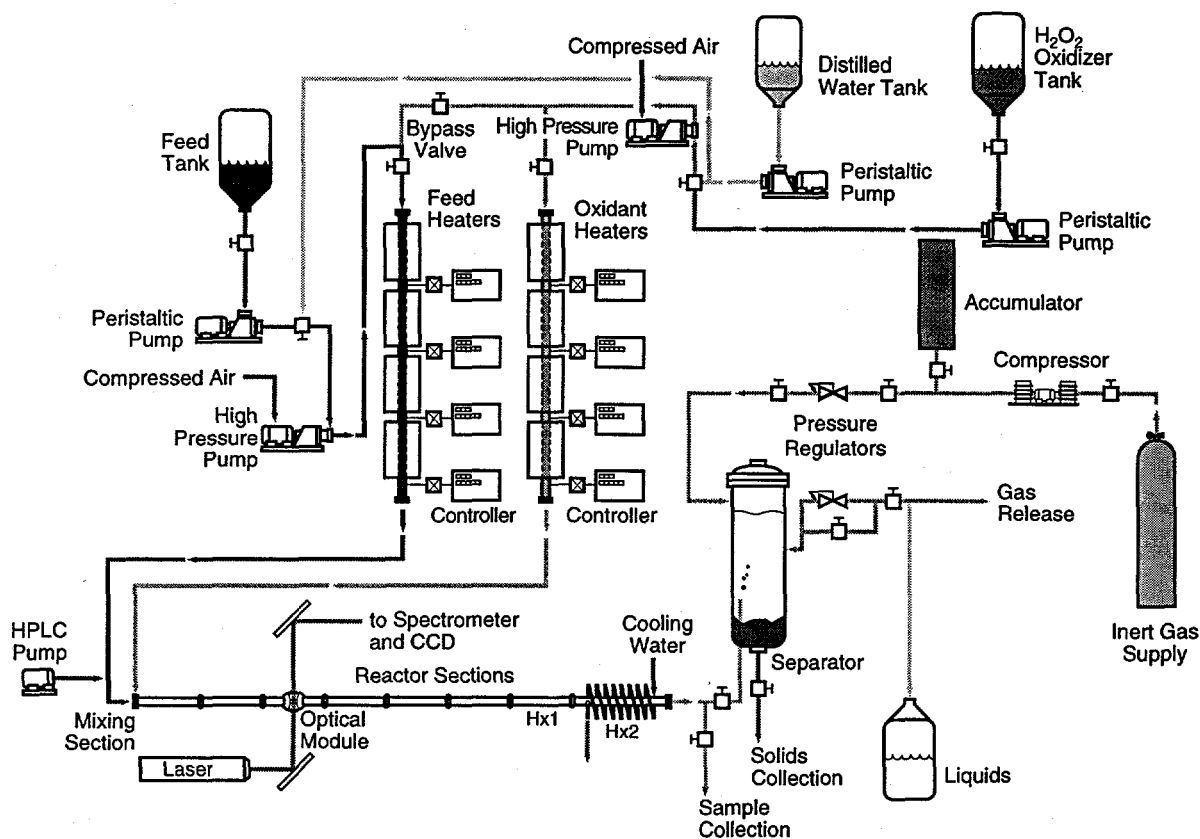 Compressed Air
Distilled
Water Tank
H₂O₂
Oxidizer
Tank
Feed
Tank
Bypass
Valve
High Pressure
Pump
Peristaltic
Pump
Peristaltic
Pump
Feed
Heaters
Oxidant
Heaters
Accumulator
Peristaltic
Pump
Compressor
Compressed Air
High
Pressure
Pump
Pressure
Regulators
Controller
Controller
Gas
Release
HPLC
Pump
to Spectrometer
and CCD
Cooling
Water
Inert Gas
Supply
Reactor Sections
Separator
Mixing
Section
Optical
Module
Hx1
Hx2
Laser
Solids
Collection
Liquids
Sample
Collection